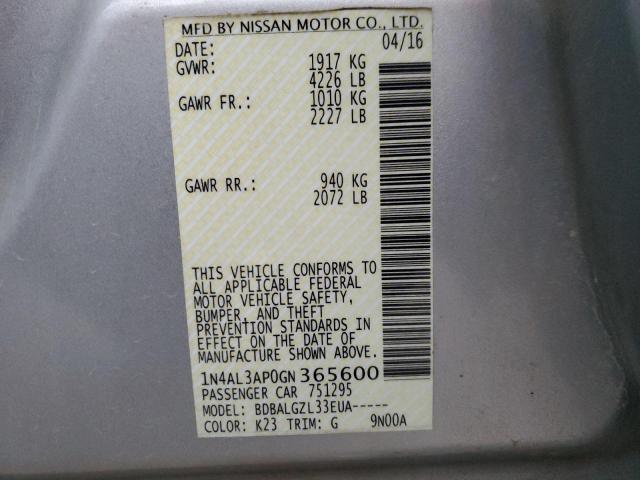 MFD BY NISSAN MOTOR CO., LTD.
DATE: 04/16
GVWR: 1917 KG
4226 LB
GAWR FR.: 1010 KG
2227 LB
GAWR RR.: 940 KG
2072 LB
THIS VEHICLE CONFORMS TO
ALL APPLICABLE FEDERAL
MOTOR VEHICLE SAFETY,
BUMPER, AND THEFT
PREVENTION STANDARDS IN
EFFECT ON THE DATE OF
MANUFACTURE SHOWN ABOVE.
1N4AL3AP0GN365600
PASSENGER CAR 751295
MODEL: BDBALGZL33EUA-----
COLOR: K23 TRIM: G 9N00A